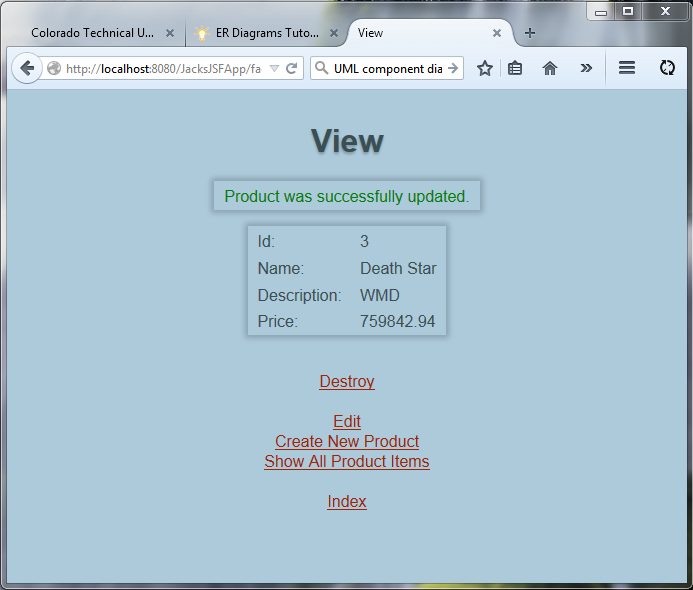 Colorado Technical U...
ER Diagrams Tuto...
View
http://localhost:8080/JacksJSFApp/fa
UML component dia
View
Product was successfully updated.
Id: 3
Name: Death Star
Description: WMD
Price: 759842.94
Destroy
Edit
Create New Product
Show All Product Items
Index